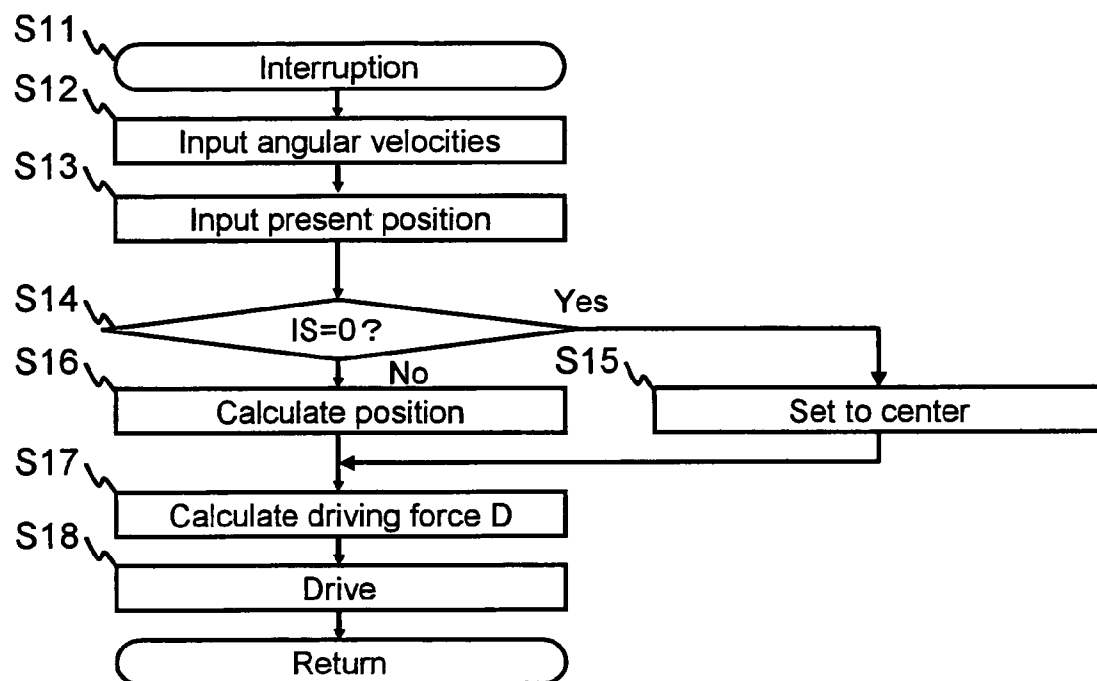 S11
Interruption
S12
Input angular velocities
S13
Input present position
S14
IS=0?
Yes
No
S16
Calculate position
S15
Set to center
S17
Calculate driving force D
S18
Drive
Return